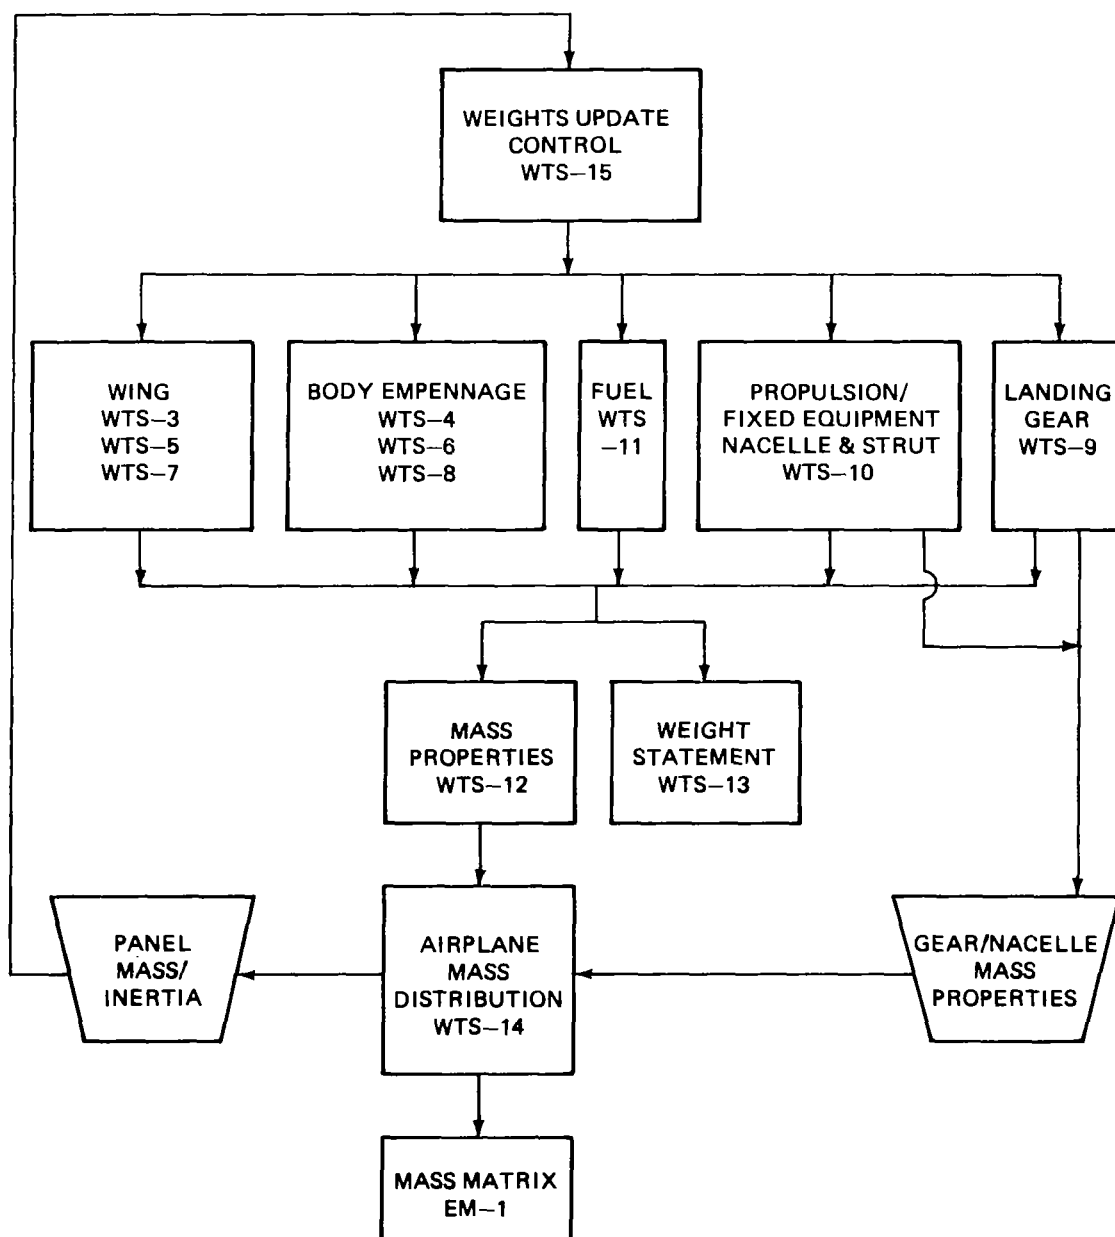 WEIGHTS UPDATE
CONTROL
WTS–15
WING
WTS–3
WTS–5
WTS–7
BODY EMPENNAGE
WTS–4
WTS–6
WTS–8
FUEL
WTS
–11
PROPULSION/
FIXED EQUIPMENT
NACELLE & STRUT
WTS–10
LANDING
GEAR
WTS–9
MASS
PROPERTIES
WTS–12
WEIGHT
STATEMENT
WTS–13
PANEL
MASS/
INERTIA
AIRPLANE
MASS
DISTRIBUTION
WTS–14
GEAR/NACELLE
MASS
PROPERTIES
MASS MATRIX
EM–1